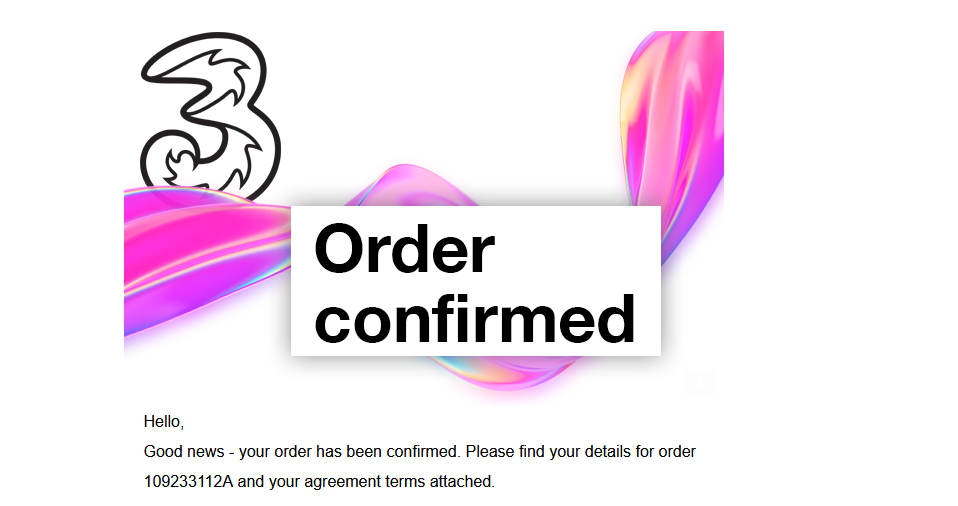 3
Order
confirmed
Hello,
Good news - your order has been confirmed. Please find your details for order
109233112A and your agreement terms attached.